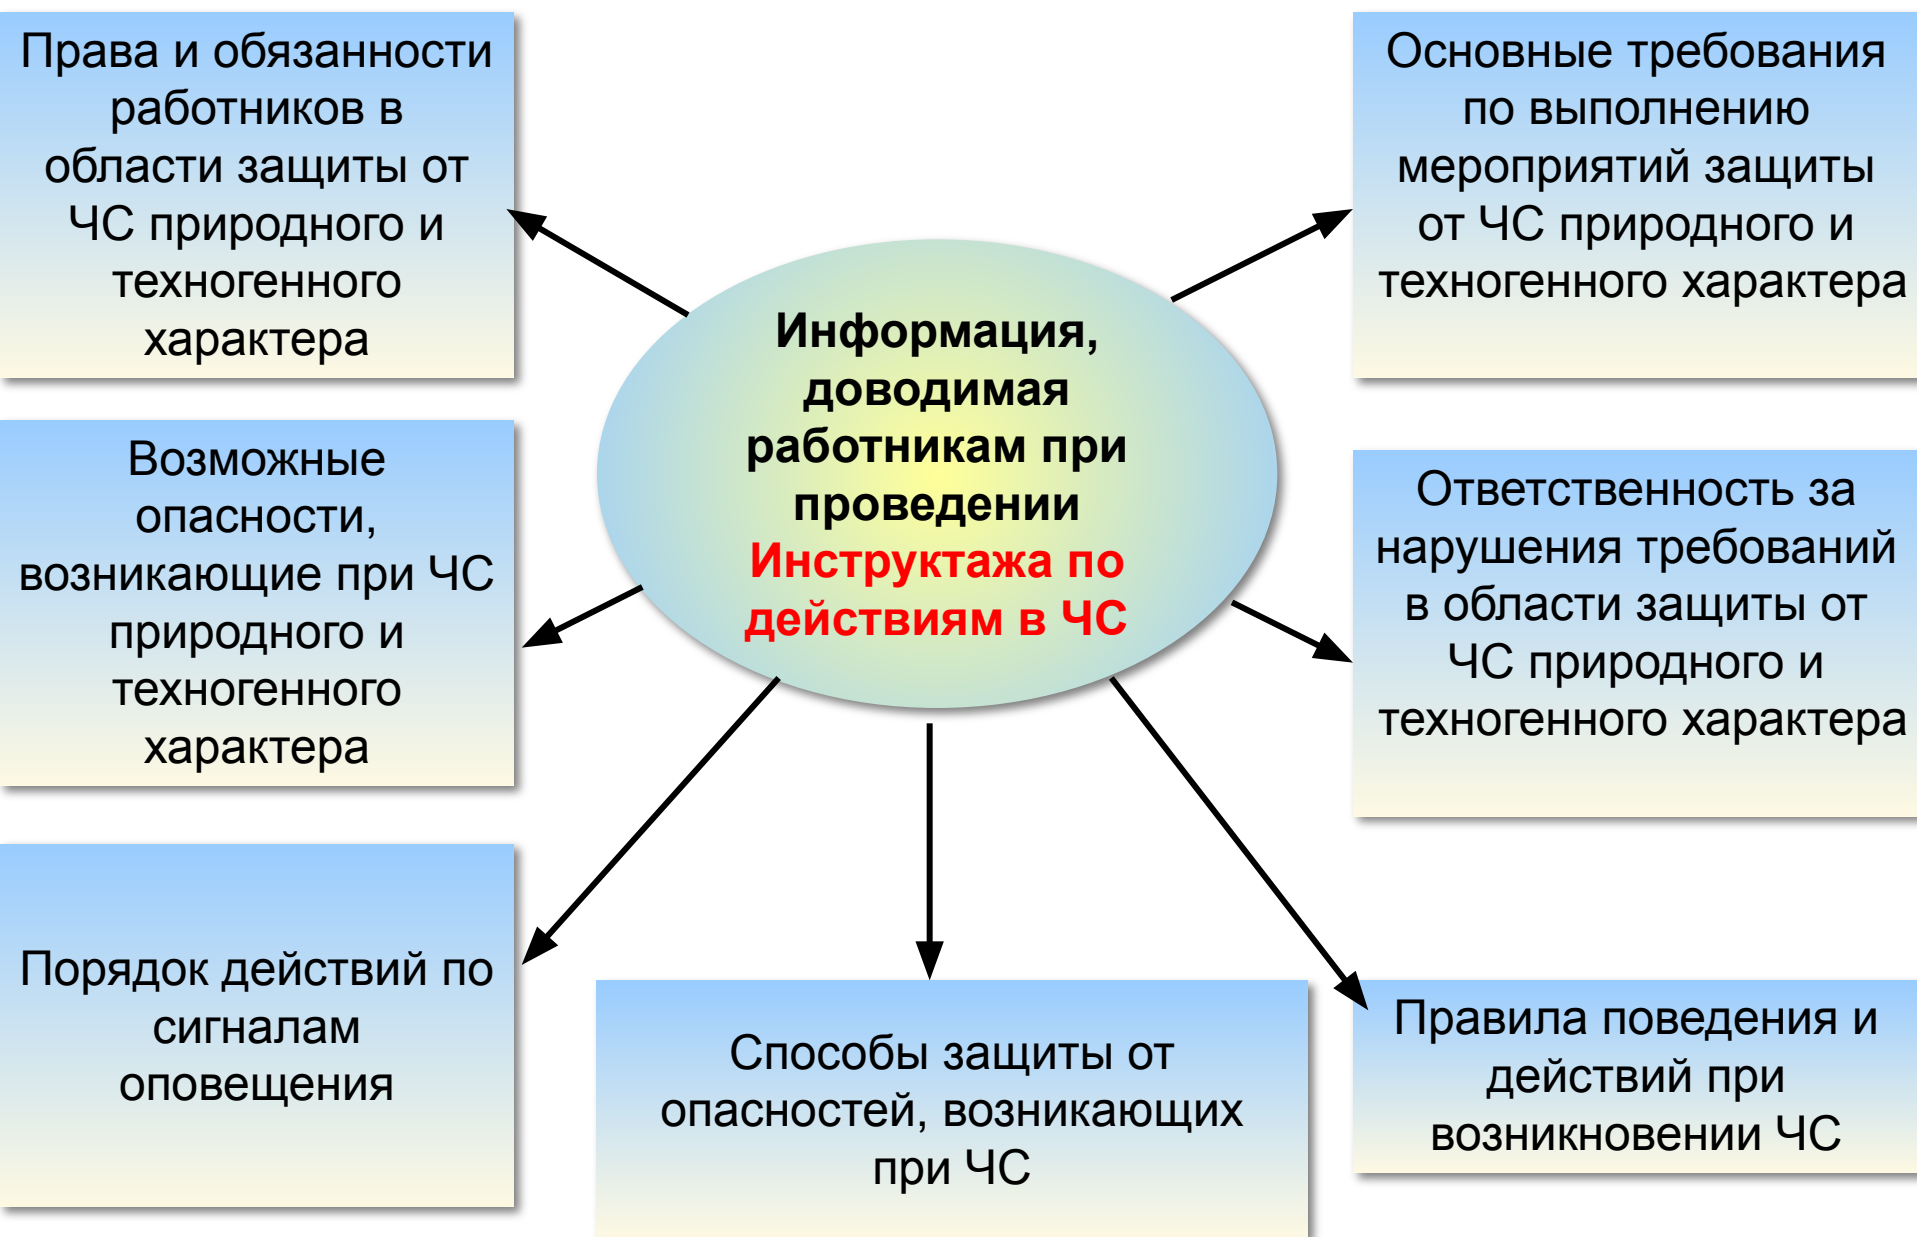 Права и обязанности
работников в
области защиты от
ЧС природного и
техногенного
характера
Основные требования
по выполнению
мероприятий защиты
от ЧС природного и
техногенного характера
Информация,
доводимая
работникам при
проведении
Инструктажа по
действиям в ЧС
Возможные
опасности,
возникающие при ЧС
природного и
техногенного
характера
Ответственность за
нарушения требований
в области защиты от
ЧС природного и
техногенного характера
Порядок действий по
сигналам
оповещения
Способы защиты от
опасностей, возникающих
при ЧС
Правила поведения и
действий при
возникновении ЧС